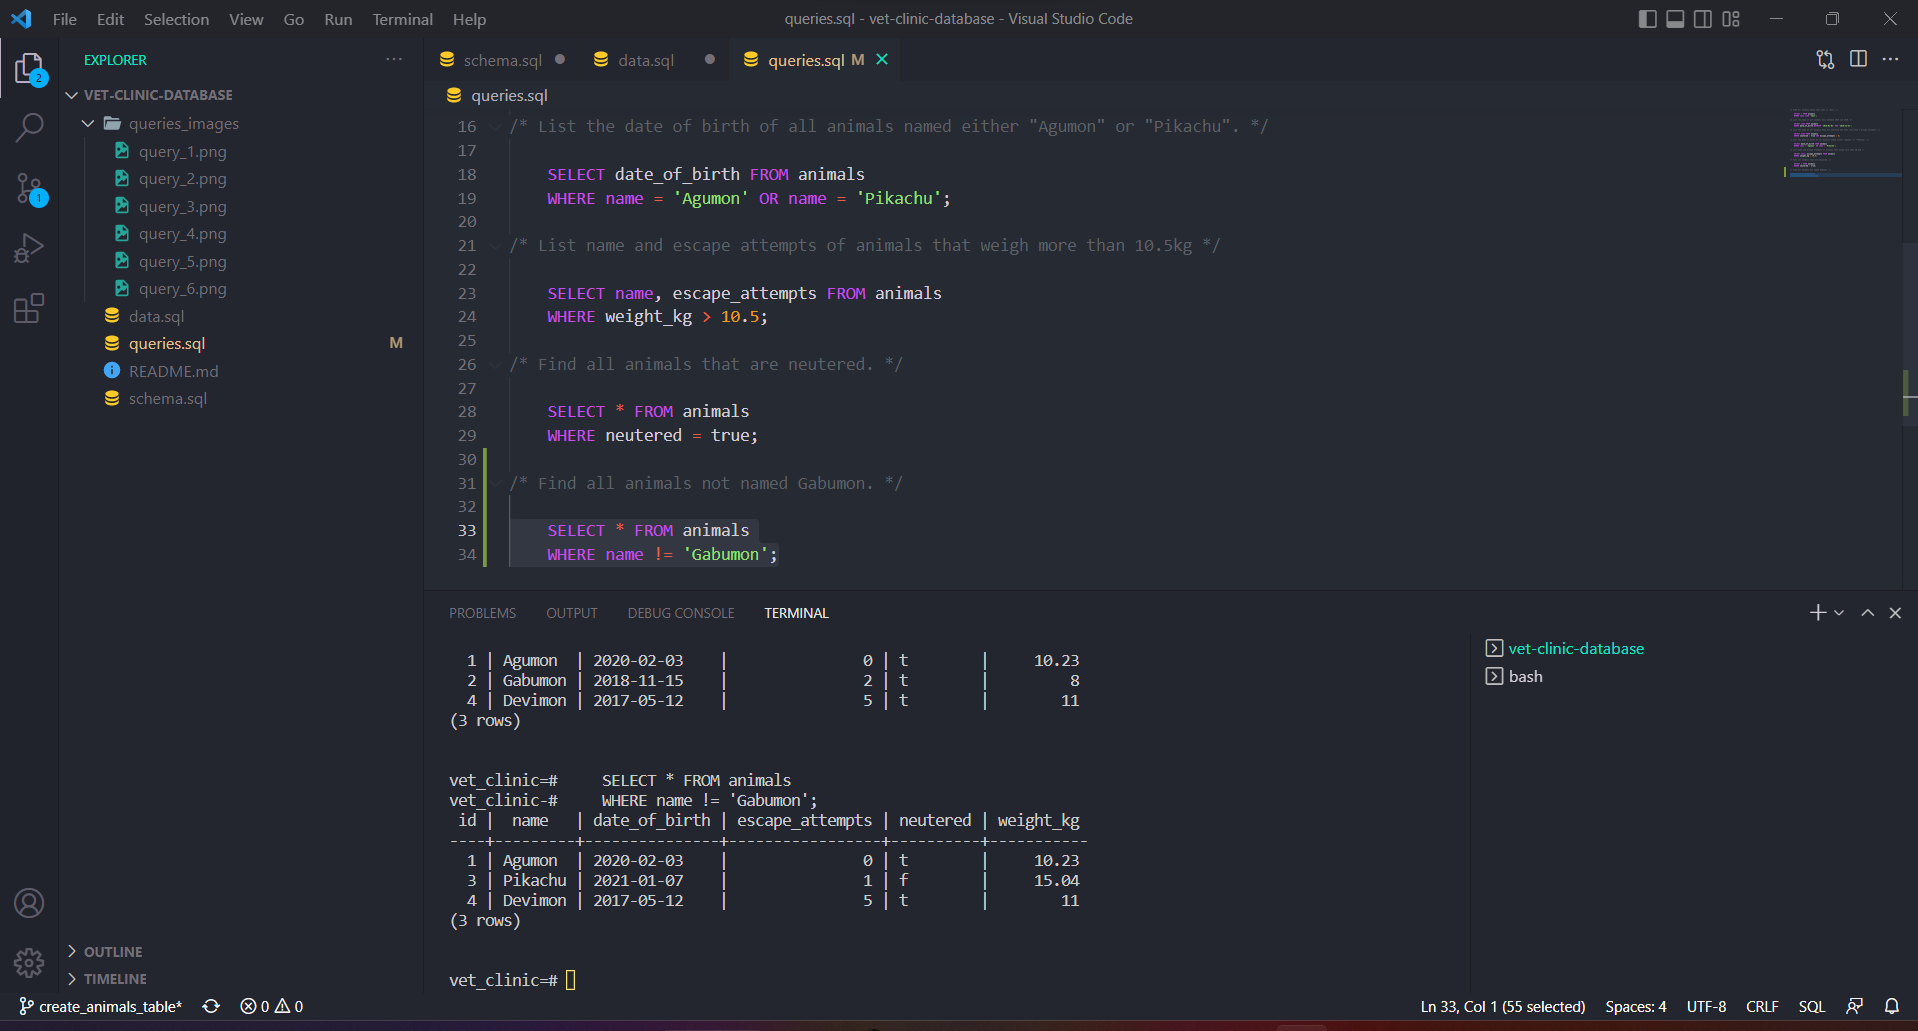 File Edit Selection View Go Run Terminal Help
queries.sql - vet-clinic-database - Visual Studio Code
EXPLORER
VET-CLINIC-DATABASE
queries_images
query_1.png
query_2.png
query_3.png
query_4.png
query_5.png
query_6.png
data.sql
queries.sql M
README.md
schema.sql
OUTLINE
TIMELINE
2
1
schema.sql data.sql queries.sql M
queries.sql
16 /* List the date of birth of all animals named either "Agumon" or "Pikachu". */
17
18 SELECT date_of_birth FROM animals
19 WHERE name = 'Agumon' OR name = 'Pikachu';
20
21 /* List name and escape attempts of animals that weigh more than 10.5kg */
22
23 SELECT name, escape_attempts FROM animals
24 WHERE weight_kg > 10.5;
25
26 /* Find all animals that are neutered. */
27
28 SELECT * FROM animals
29 WHERE neutered = true;
30
31 /* Find all animals not named Gabumon. */
32
33 SELECT * FROM animals
34 WHERE name != 'Gabumon';
PROBLEMS OUTPUT DEBUG CONSOLE TERMINAL
1 | Agumon | 2020-02-03 | 0 | t | 10.23
2 | Gabumon | 2018-11-15 | 2 | t | 8
4 | Devimon | 2017-05-12 | 5 | t | 11
(3 rows)
vet_clinic=# SELECT * FROM animals
vet_clinic-# WHERE name != 'Gabumon';
id | name | date_of_birth | escape_attempts | neutered | weight_kg
----+---------+---------------+-----------------+----------+-----------
1 | Agumon | 2020-02-03 | 0 | t | 10.23
3 | Pikachu | 2021-01-07 | 1 | f | 15.04
4 | Devimon | 2017-05-12 | 5 | t | 11
(3 rows)
vet_clinic=#
vet-clinic-database
bash
create_animals_table* 0 0
Ln 33, Col 1 (55 selected) Spaces: 4 UTF-8 CRLF SQL